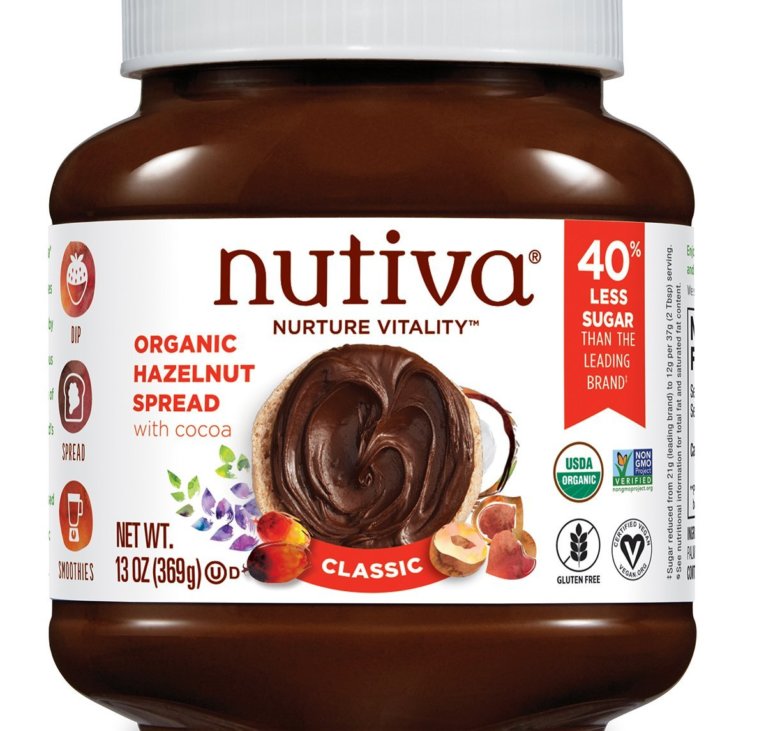 nutiva®
NURTURE VITALITY™
ORGANIC
HAZELNUT
SPREAD
with cocoa
40%
LESS
SUGAR
THAN THE
LEADING
BRAND‡
DIP
SPREAD
SMOOTHIES
USDA
ORGANIC
NON
GMO
Project
VERIFIED
nongmoproject.org
GLUTEN FREE
CERTIFIED VEGAN
VEGAN.ORG
CLASSIC
NET WT.
13 OZ (369g) U D
‡Sugar reduced from 21g (leading brand) to 12g per 37g (2 Tbsp) serving.
See nutritional information for total fat and saturated fat content.